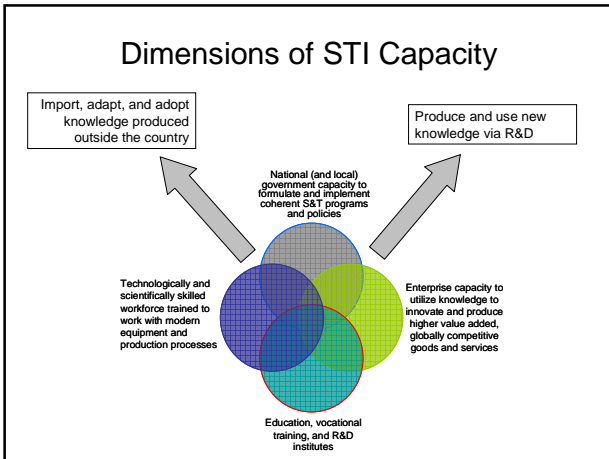 Dimensions of STI Capacity
Import, adapt, and adopt
knowledge produced
outside the country
Produce and use new
knowledge via R&D
National (and local)
government capacity to
formulate and implement
coherent S&T programs
and policies
Technologically and
scientifically skilled
workforce trained to
work with modern
equipment and
production processes
Enterprise capacity to
utilize knowledge to
innovate and produce
higher value added,
globally competitive
goods and services
Education, vocational
training, and R&D
institutes